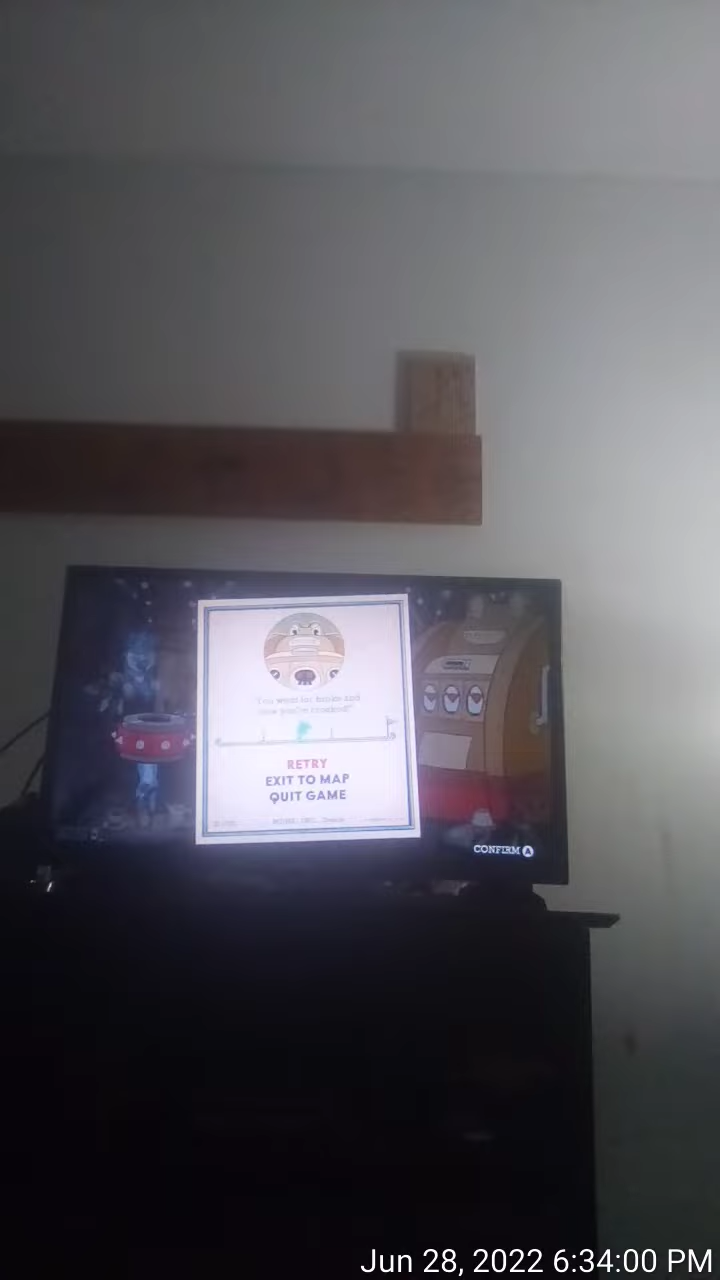 You went for broke and
now you're croaked!"
RETRY
EXIT TO MAP
QUIT GAME
CONFIRM A
Jun 28, 2022 6:34:00 PM